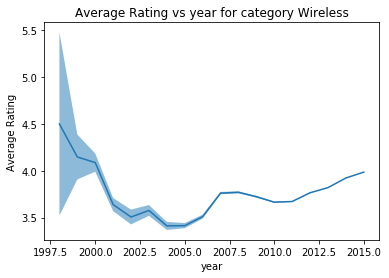 Average Rating vs year for category Wireless
Average Rating
5.5
5.0
4.5
4.0
3.5
1997.5 2000.0 2002.5 2005.0 2007.5 2010.0 2012.5 2015.0
year